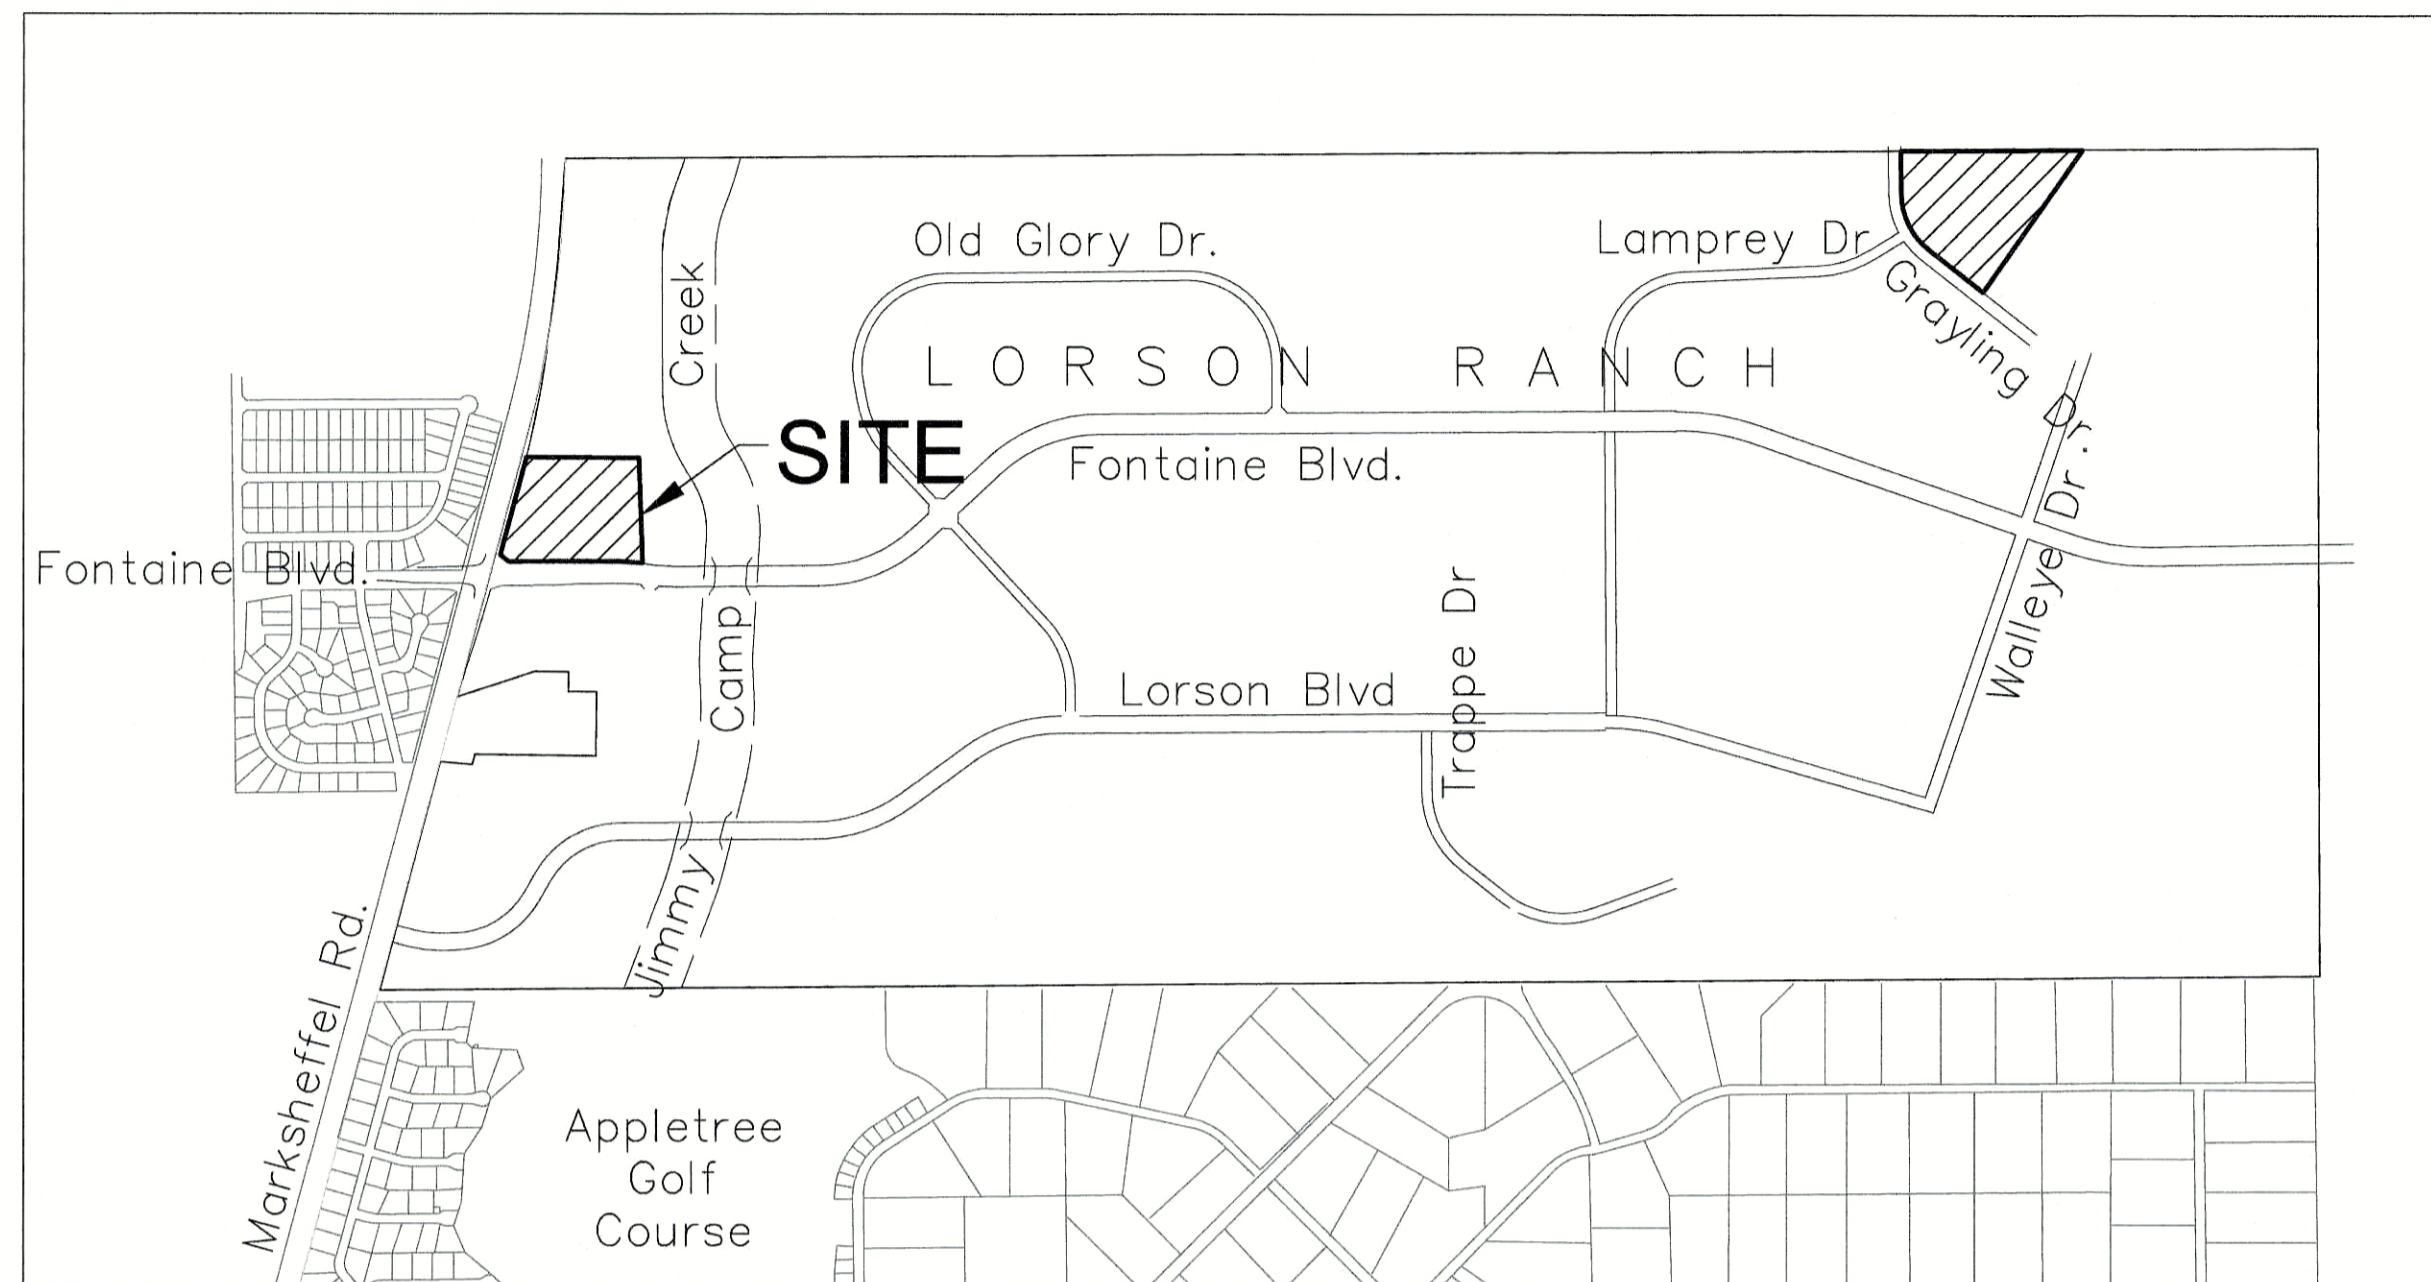 Old Glory Dr.
Lamprey Dr
Grayling Dr.
Creek
LORSON RANCH
SITE
Fontaine Blvd.
Fontaine Blvd.
Walleye Dr.
Trappe Dr
Camp
Lorson Blvd
Jimmy
Marksheffel Rd.
Appletree
Golf
Course